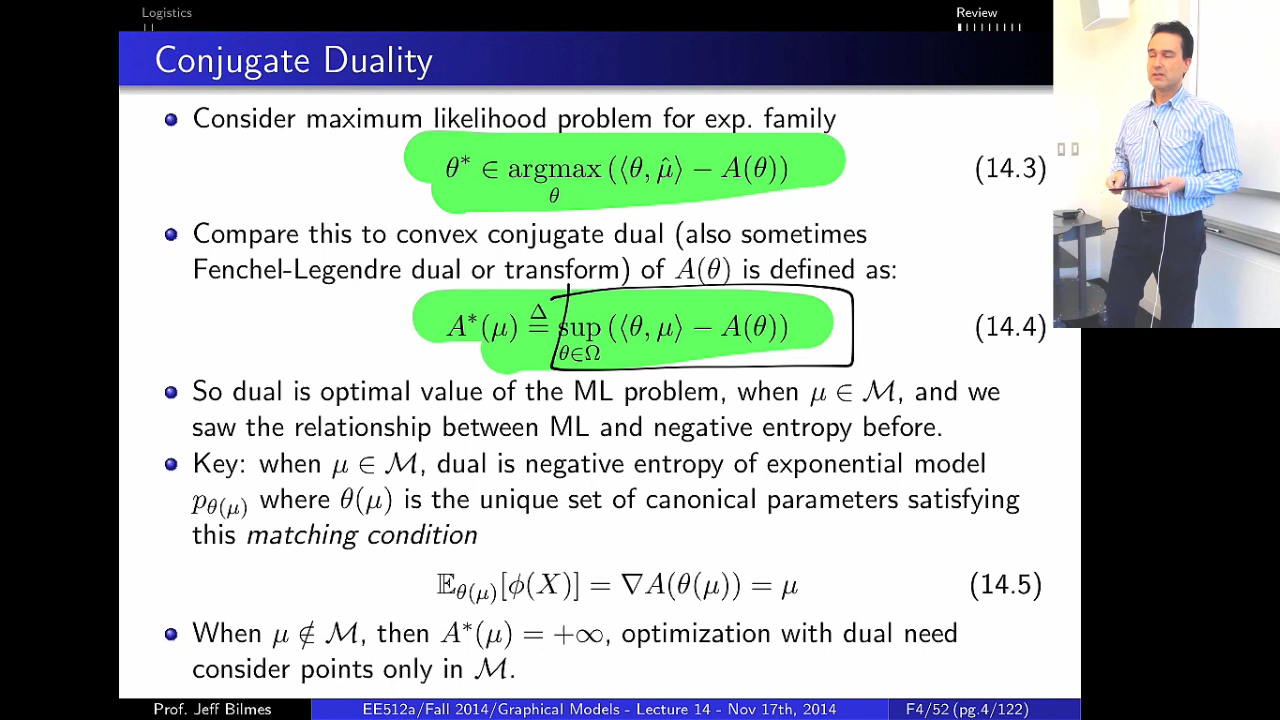 Logistics
Review
Conjugate Duality
Consider maximum likelihood problem for exp. family
θ* ∈ argmax_θ (⟨θ, μ̂⟩ − A(θ)) (14.3)
Compare this to convex conjugate dual (also sometimes
Fenchel-Legendre dual or transform) of A(θ) is defined as:
A*(μ) ≜ sup_{θ∈Ω} (⟨θ, μ⟩ − A(θ)) (14.4)
So dual is optimal value of the ML problem, when μ ∈ ℳ, and we
saw the relationship between ML and negative entropy before.
Key: when μ ∈ ℳ, dual is negative entropy of exponential model
p_{θ(μ)} where θ(μ) is the unique set of canonical parameters satisfying
this matching condition
𝔼_{θ(μ)}[ϕ(X)] = ∇A(θ(μ)) = μ (14.5)
When μ ∉ ℳ, then A*(μ) = +∞, optimization with dual need
consider points only in ℳ.
Prof. Jeff Bilmes
EE512a/Fall 2014/Graphical Models - Lecture 14 - Nov 17th, 2014
F4/52 (pg.4/122)